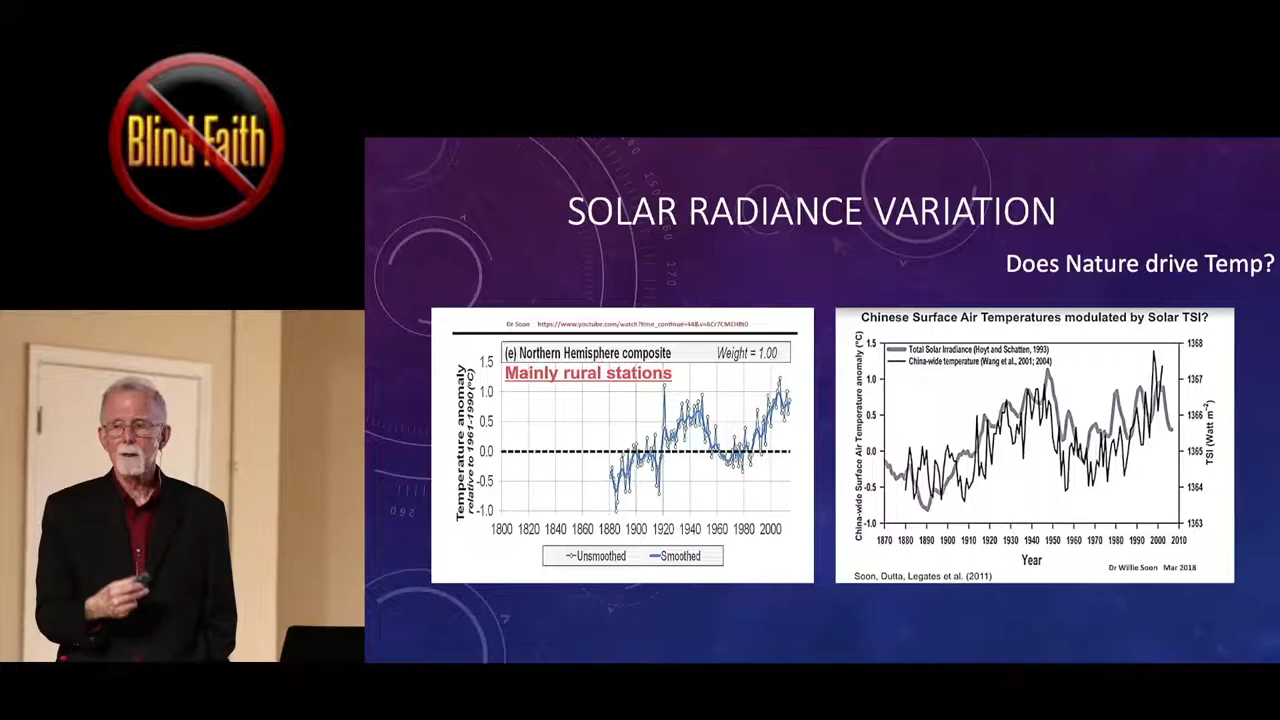 Blind Faith
SOLAR RADIANCE VARIATION
Does Nature drive Temp?
Dr Soon
(e) Northern Hemisphere composite Weight = 1.00
Mainly rural stations
Temperature anomaly
relative to 1961-1990(°C)
1.5
1.0
0.5
0.0
-0.5
-1.0
1800 1820 1840 1860 1880 1900 1920 1940 1960 1980 2000
Unsmoothed Smoothed
Chinese Surface Air Temperatures modulated by Solar TSI?
Total Solar Irradiance (Hoyt and Schatten, 1993)
China-wide temperature (Wang et al., 2001; 2004)
China-wide Surface Air Temperature anomaly (°C)
1.5
1.0
0.5
0.0
-0.5
-1.0
1368
1367
1366
1365
1364
1363
TSI (Watt m⁻²)
1870 1880 1890 1900 1910 1920 1930 1940 1950 1960 1970 1980 1990 2000 2010
Year
Dr Willie Soon Mar 2018
Soon, Dutta, Legates et al. (2011)